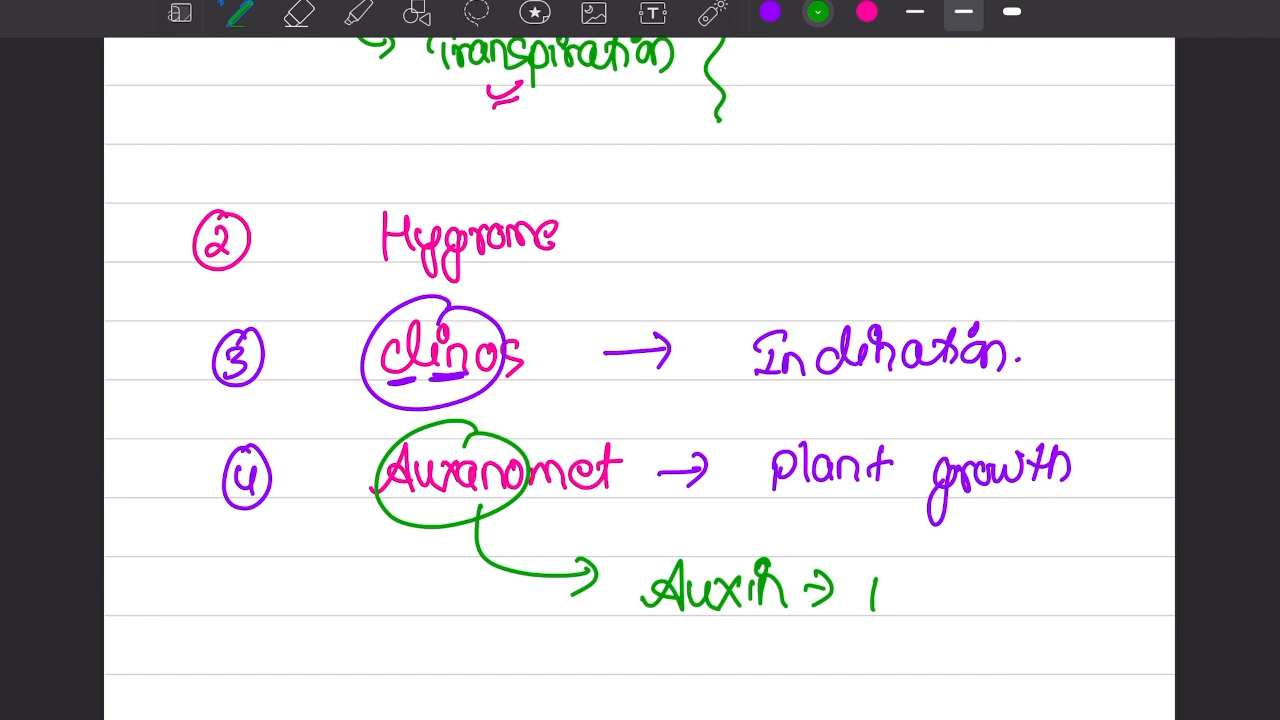 → Transpiration
② Hygrome
③ clinos → Inclination.
④ Auxanomet → plant growth
Auxin →